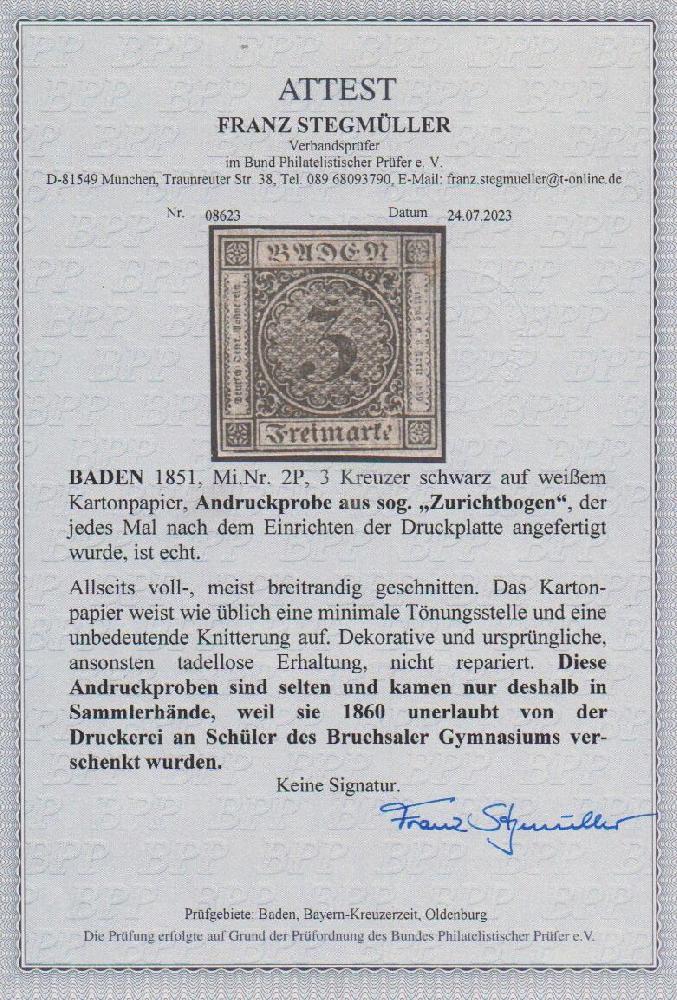 ATTEST
FRANZ STEGMÜLLER
Verbandsprüfer
im Bund Philatelistischer Prüfer e. V.
D-81549 München, Traunreuter Str. 38, Tel. 089 68093790, E-Mail: franz.stegmueller@t-online.de
Nr. 08623 Datum 24.07.2023
BADEN
3
Freimarke
BADEN 1851, Mi.Nr. 2P, 3 Kreuzer schwarz auf weißem
Kartonpapier, Andruckprobe aus sog. „Zurichtbogen“, der
jedes Mal nach dem Einrichten der Druckplatte angefertigt
wurde, ist echt.
Allseits voll-, meist breitrandig geschnitten. Das Karton-
papier weist wie üblich eine minimale Tönungsstelle und eine
unbedeutende Knitterung auf. Dekorative und ursprüngliche,
ansonsten tadellose Erhaltung, nicht repariert. Diese
Andruckproben sind selten und kamen nur deshalb in
Sammlerhände, weil sie 1860 unerlaubt von der
Druckerei an Schüler des Bruchsaler Gymnasiums ver-
schenkt wurden.
Keine Signatur.
Franz Stegmüller
Prüfgebiete: Baden, Bayern-Kreuzerzeit, Oldenburg
Die Prüfung erfolgte auf Grund der Prüfordnung des Bundes Philatelistischer Prüfer e.V.